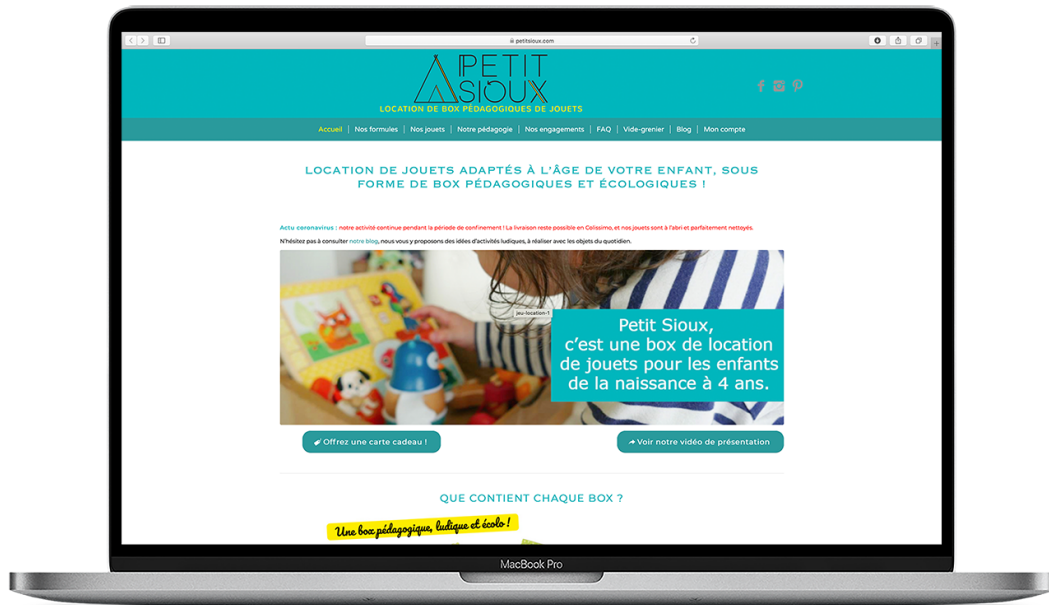 petitsioux.com
PETIT
SIOUX
LOCATION DE BOX PÉDAGOGIQUES DE JOUETS
Accueil | Nos formules | Nos jouets | Notre pédagogie | Nos engagements | FAQ | Vide-grenier | Blog | Mon compte
LOCATION DE JOUETS ADAPTÉS À L'ÂGE DE VOTRE ENFANT, SOUS
FORME DE BOX PÉDAGOGIQUES ET ÉCOLOGIQUES !
Actu coronavirus : notre activité continue pendant la période de confinement ! La livraison reste possible en Colissimo, et nos jouets sont à l'abri et parfaitement nettoyés.
N'hésitez pas à consulter notre blog, nous vous y proposons des idées d'activités ludiques, à réaliser avec les objets du quotidien.
jeu-location-1
Petit Sioux,
c'est une box de location
de jouets pour les enfants
de la naissance à 4 ans.
Offrez une carte cadeau !
Voir notre vidéo de présentation
QUE CONTIENT CHAQUE BOX ?
Une box pédagogique, ludique et écolo !
MacBook Pro